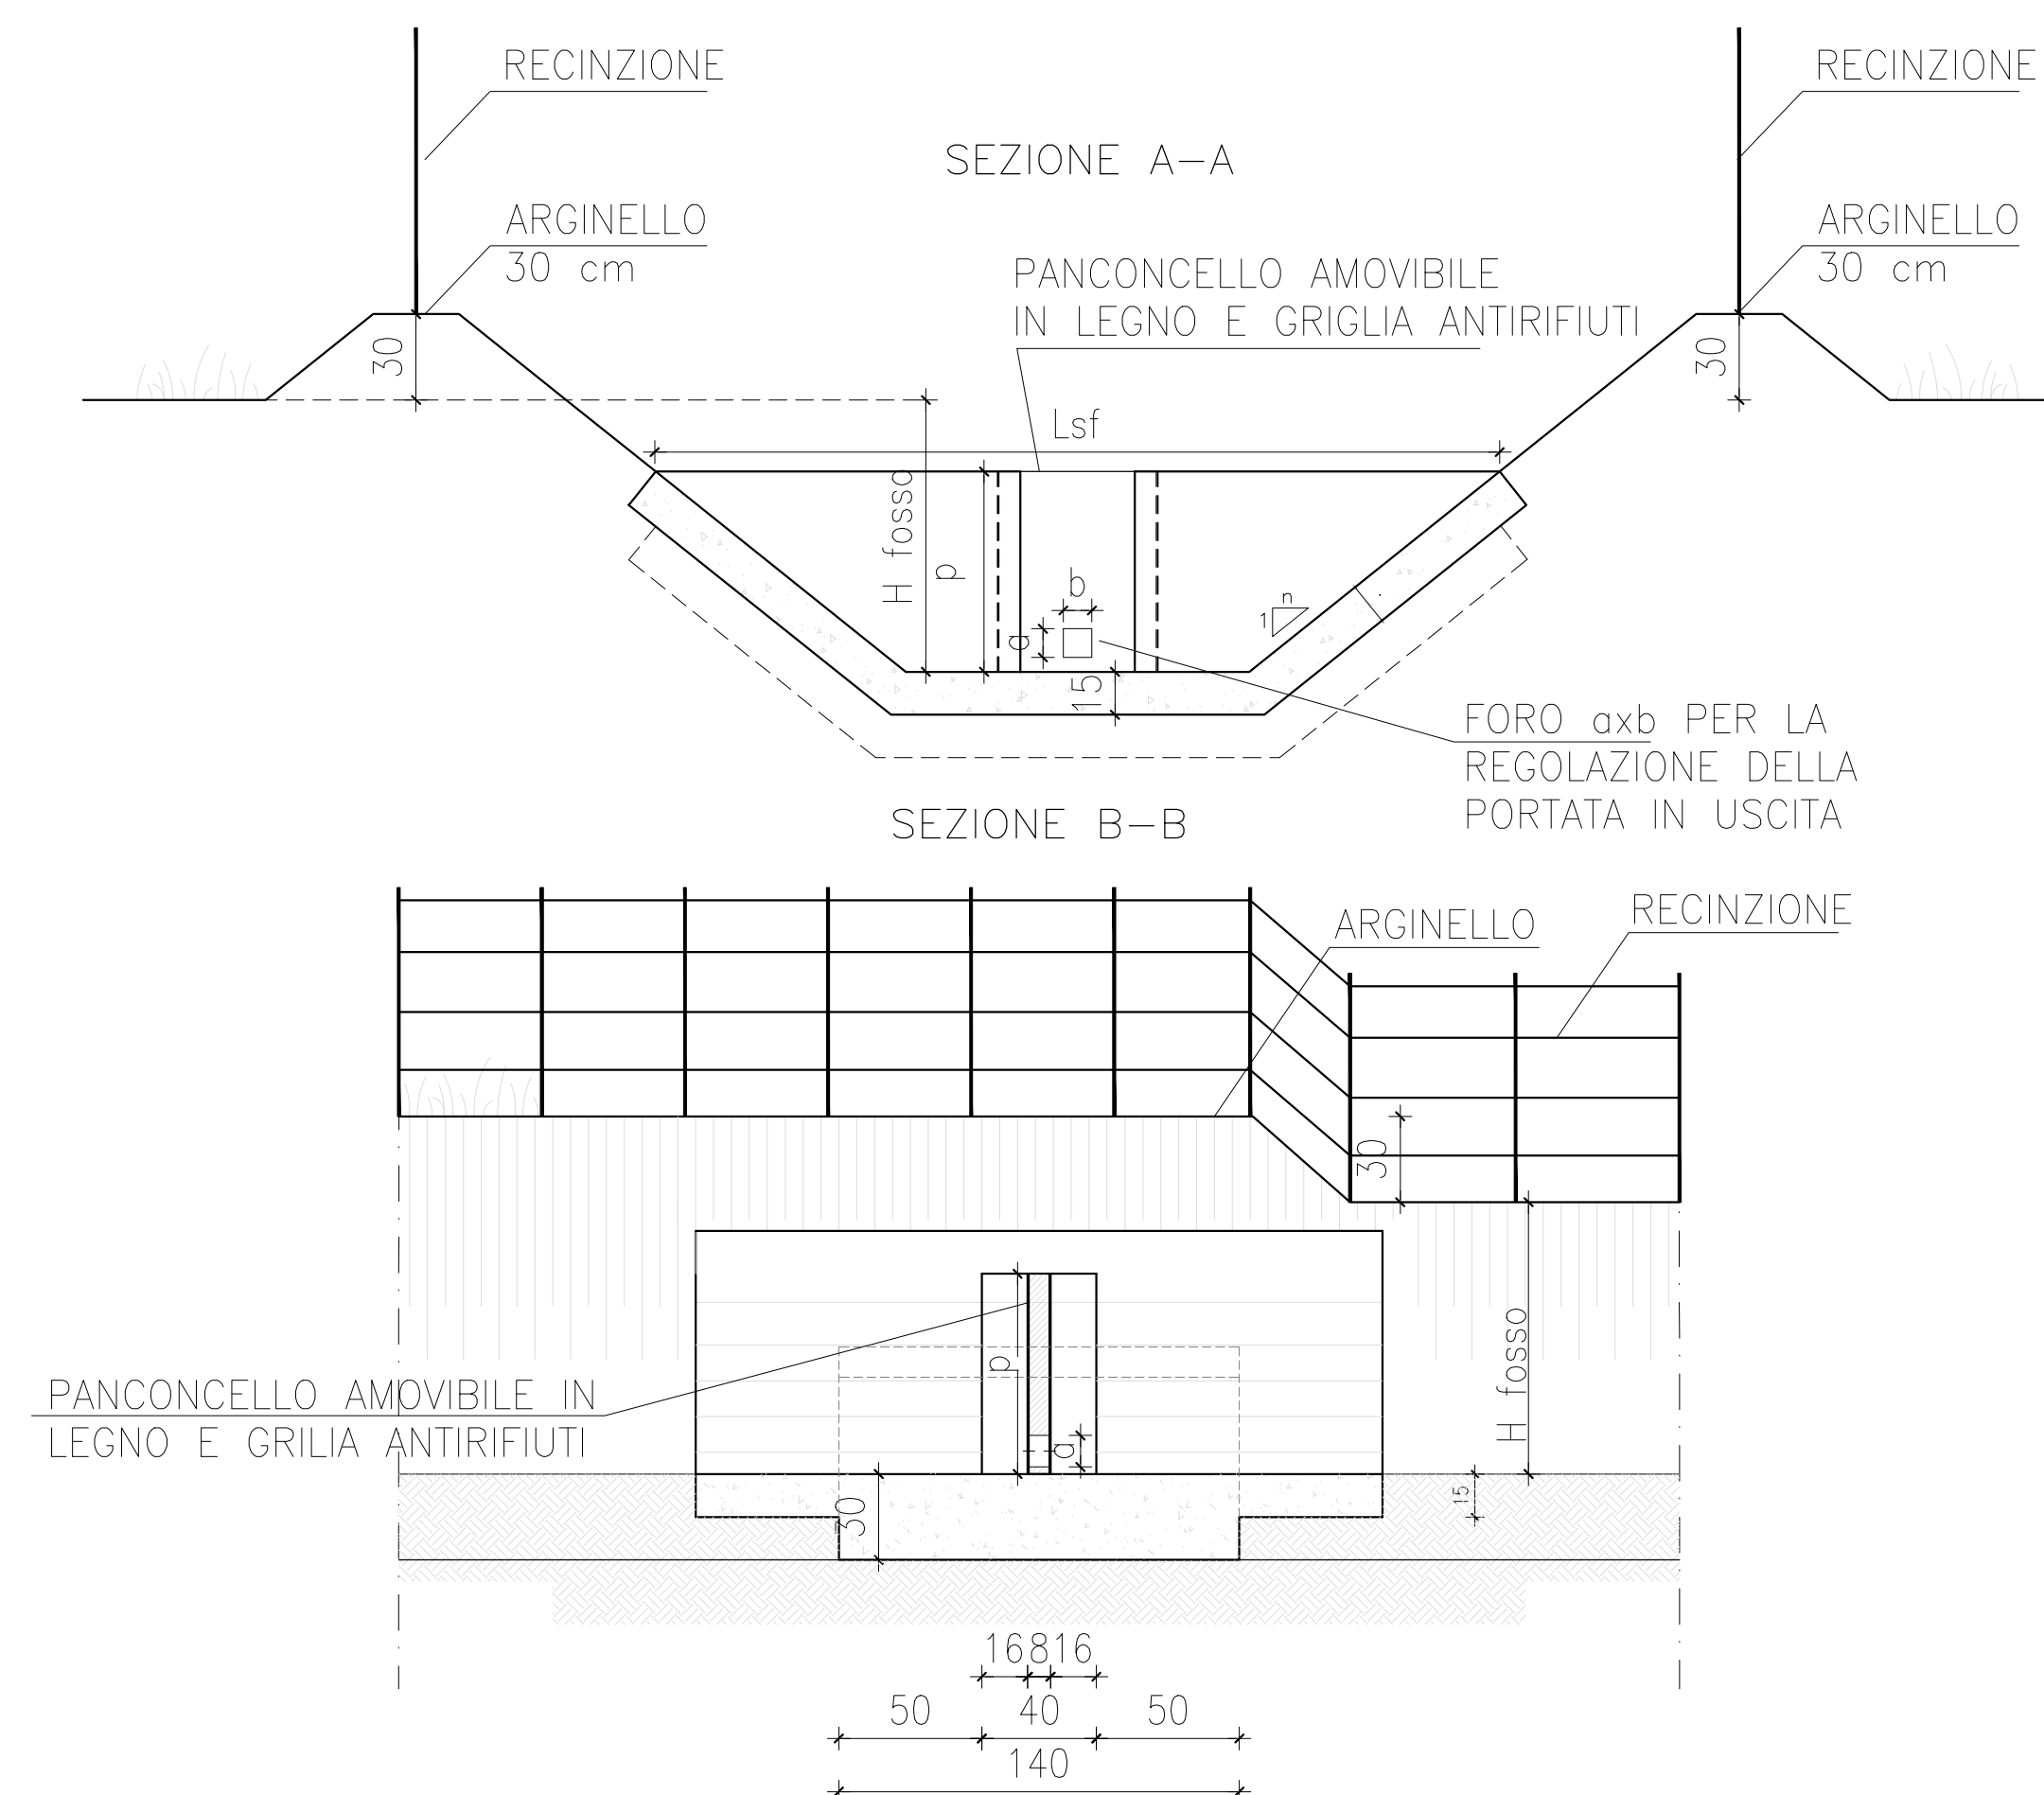 RECINZIONE
RECINZIONE
SEZIONE A-A
ARGINELLO
30 cm
ARGINELLO
30 cm
PANCONCELLO AMOVIBILE
IN LEGNO E GRIGLIA ANTIRIFIUTI
30
30
Lsf
H fosso
p
b
a
n
1
15
FORO axb PER LA
REGOLAZIONE DELLA
PORTATA IN USCITA
SEZIONE B-B
ARGINELLO
RECINZIONE
30
p
H fosso
PANCONCELLO AMOVIBILE IN
LEGNO E GRILIA ANTIRIFIUTI
a
30
15
16 8 16
50 40 50
140